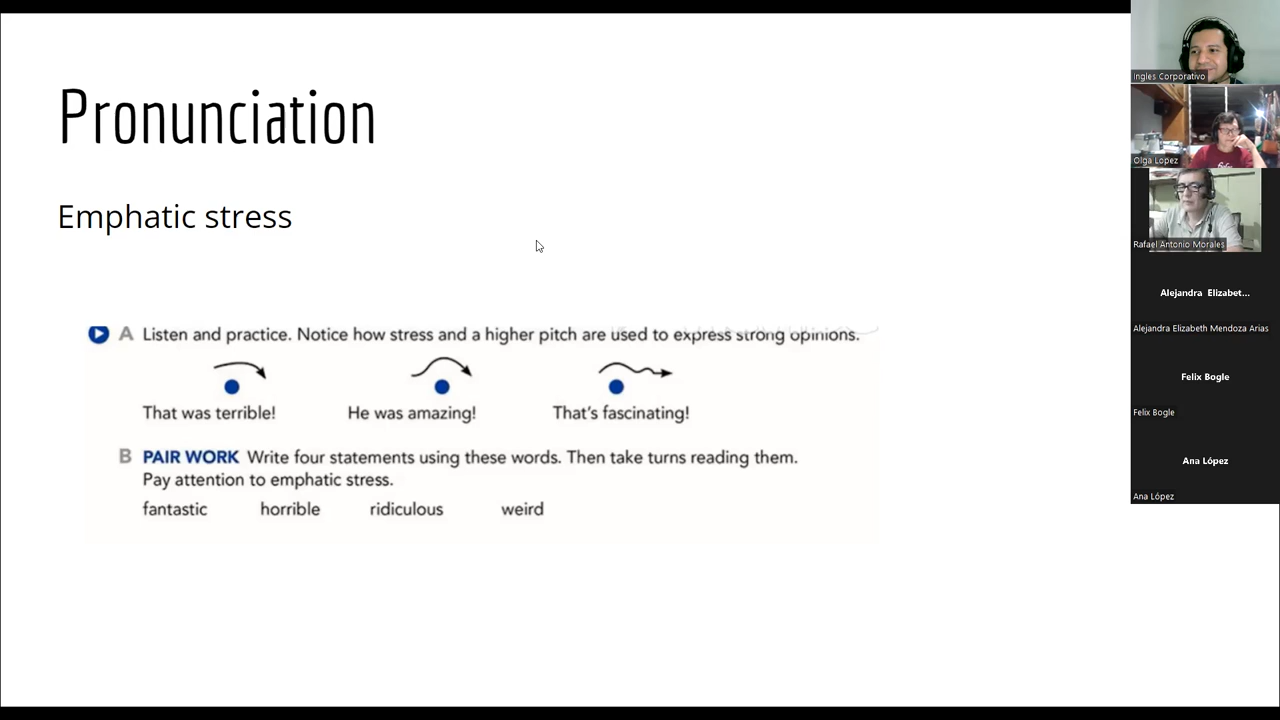 Pronunciation
Emphatic stress
A Listen and practice. Notice how stress and a higher pitch are used to express strong opinions.
That was terrible! He was amazing! That's fascinating!
B PAIR WORK Write four statements using these words. Then take turns reading them.
Pay attention to emphatic stress.
fantastic horrible ridiculous weird
Ingles Corporativo
Olga Lopez
Rafael Antonio Morales
Alejandra Elizabet...
Alejandra Elizabeth Mendoza Arias
Felix Bogle
Felix Bogle
Ana López
Ana López